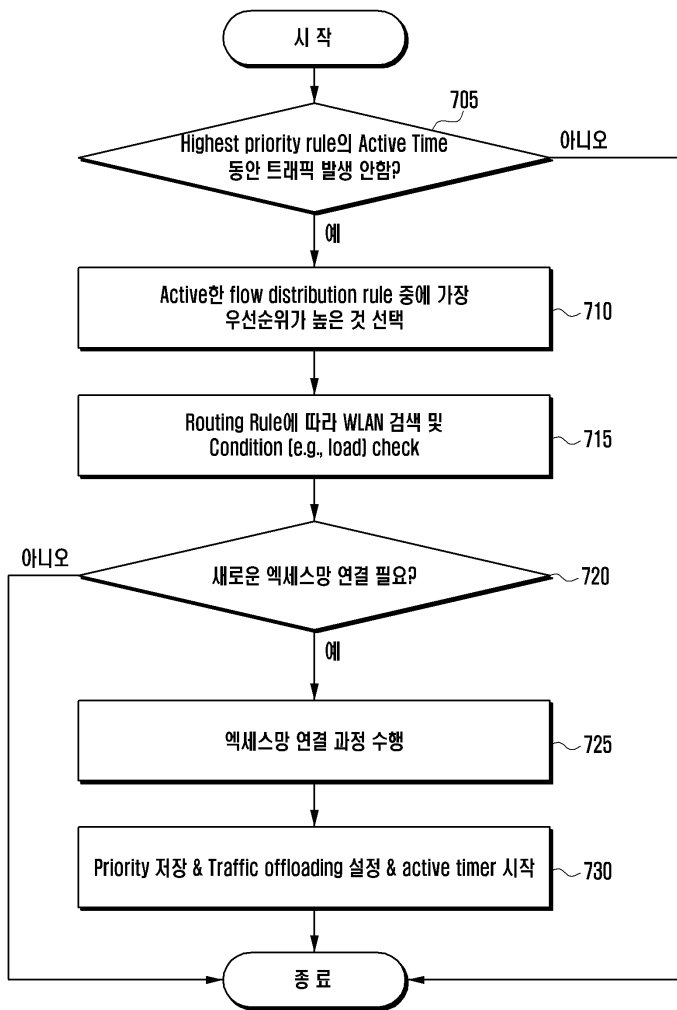 시 작
705
Highest priority rule의 Active Time
아니오
동안 트래픽 발생 안함?
예
Active한 flow distribution rule 중에 가장
우선순위가 높은 것 선택
710
Routing Rule에 따라 WLAN 검색 및
Condition (e.g., load) check
715
아니오
새로운 엑세스망 연결 필요?
720
예
엑세스망 연결 과정 수행
725
Priority 저장 & Traffic offloading 설정 & active timer 시작
730
종 료